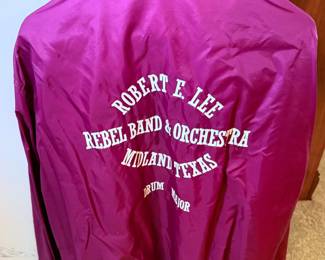 ROBERT E. LEE
REBEL BAND & ORCHESTRA
MIDLAND TEXAS
DRUM MAJOR